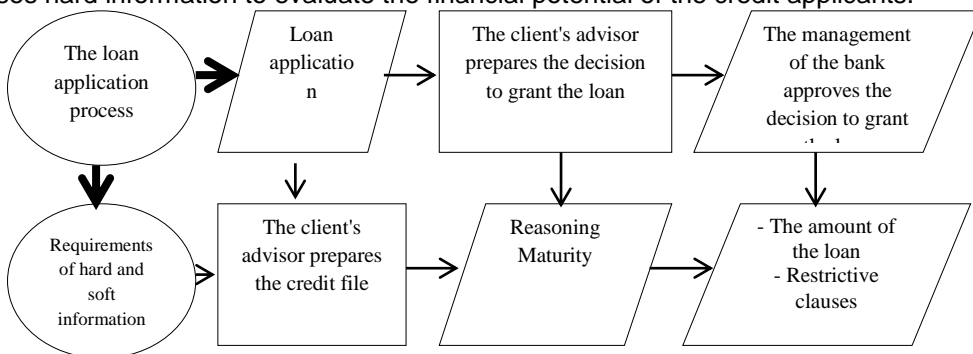 ses hard information to evaluate the financial potential of the credit applicants.
The loan
application
process
Loan
applicatio
n
The client's advisor
prepares the decision
to grant the loan
The management
of the bank
approves the
decision to grant
Requirements
of hard and
soft
information
The client's
advisor prepares
the credit file
Reasoning
Maturity
- The amount of
the loan
- Restrictive
clauses